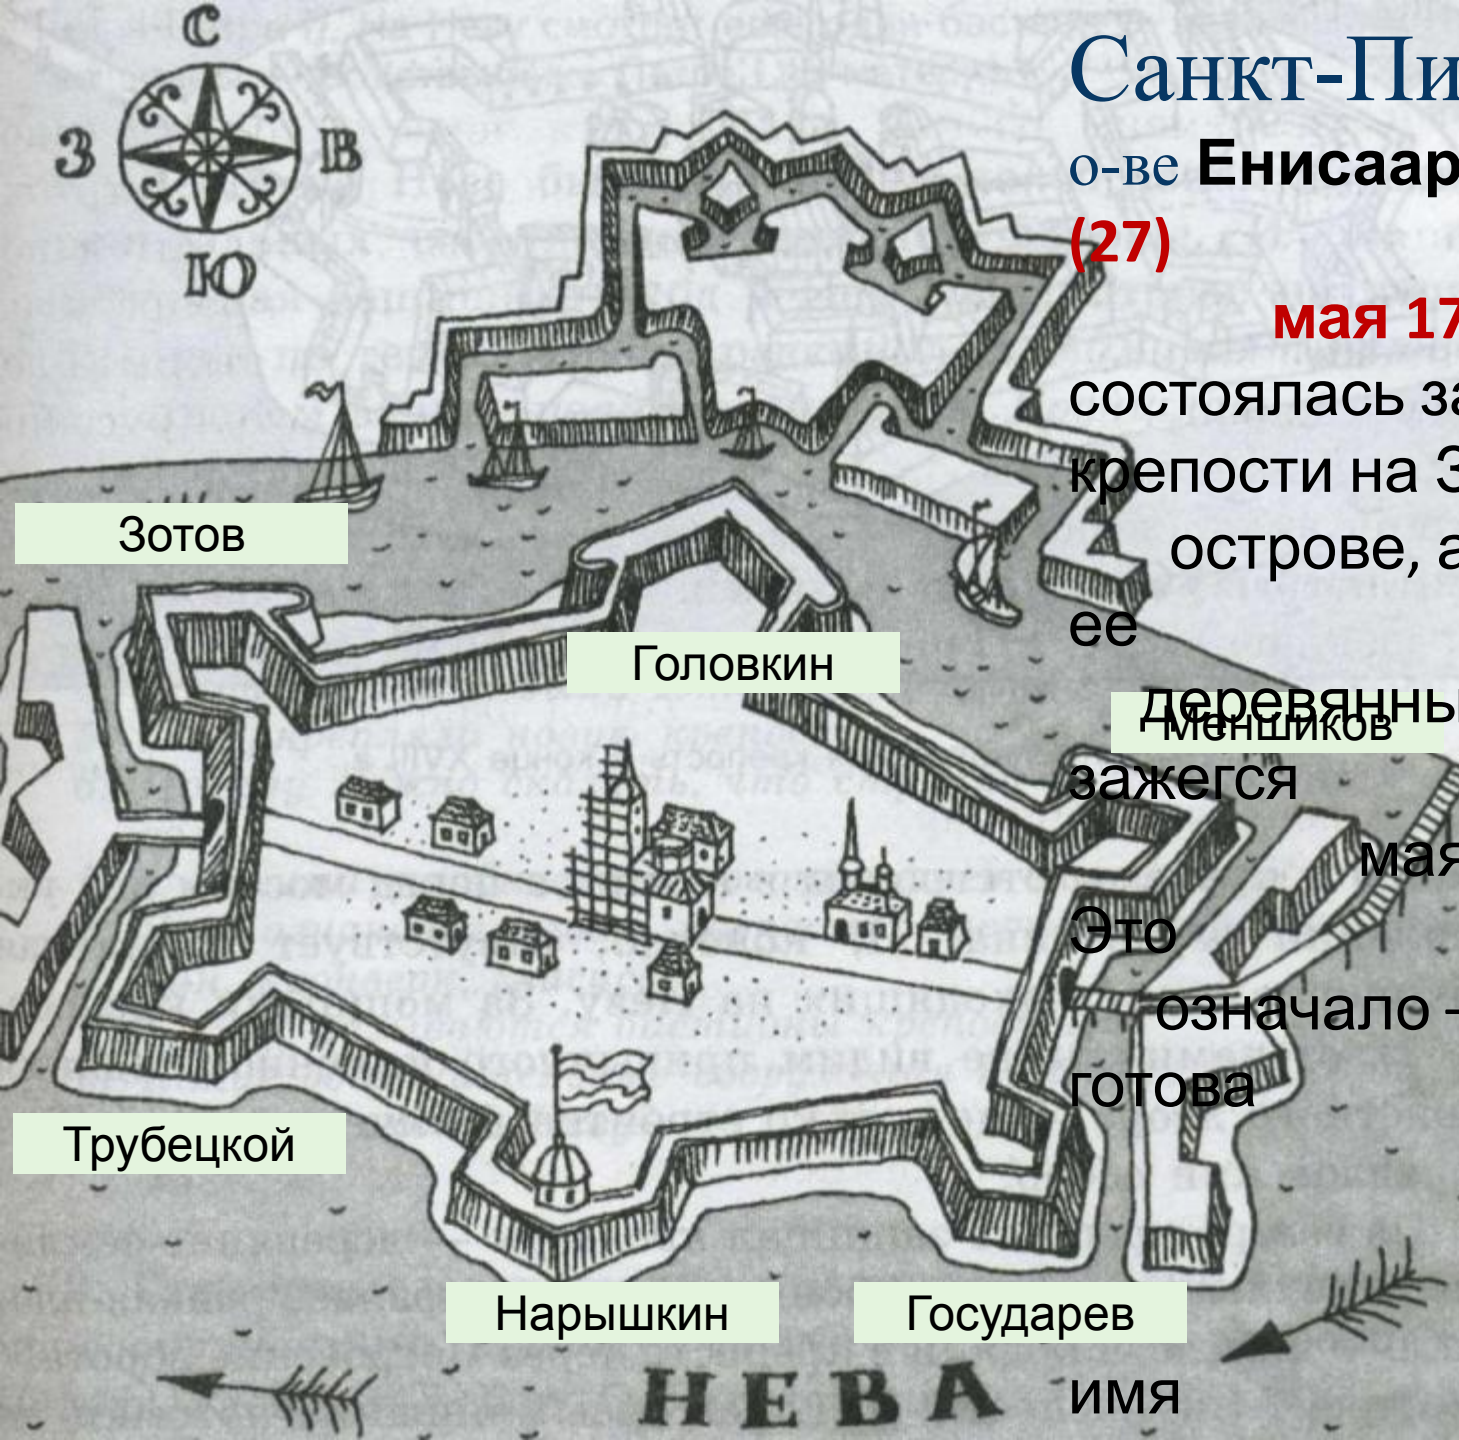 С
З
В
Ю
Санкт-Пи
о-ве Енисаар
(27)
мая 17
состоялась за
крепости на З
острове, а
ее
деревянны
зажегся
мая
Это
означало -
готова
имя
Зотов
Головкин
Меншиков
Трубецкой
Нарышкин
Государев
НЕВА